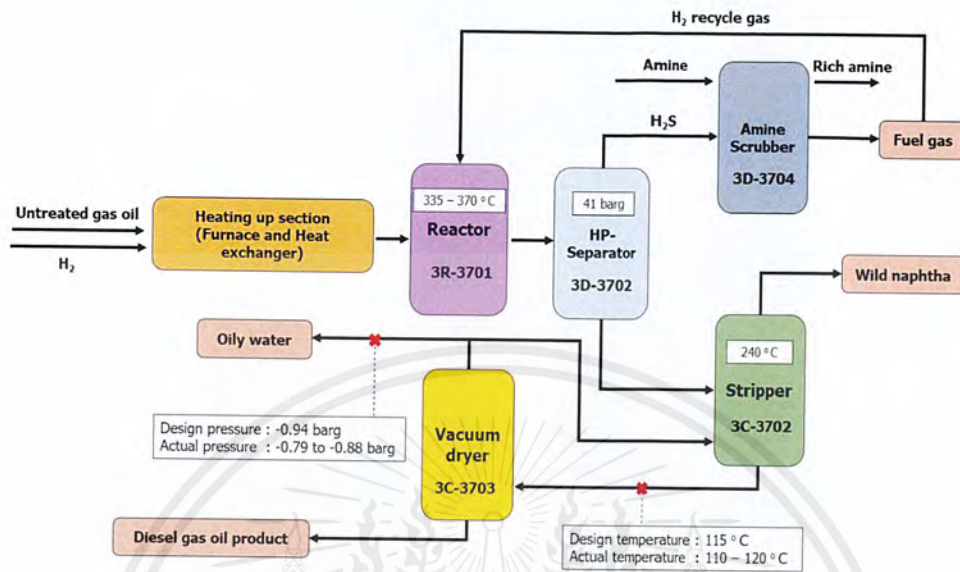 H₂ recycle gas
Amine
Rich amine
H₂S
Amine
Scrubber
3D-3704
Fuel gas
335 – 370 °C
Reactor
3R-3701
41 barg
HP-
Separator
3D-3702
Untreated gas oil
H₂
Heating up section
(Furnace and Heat
exchanger)
Wild naphtha
Oily water
240 °C
Stripper
3C-3702
Design pressure : -0.94 barg
Actual pressure : -0.79 to -0.88 barg
Vacuum
dryer
3C-3703
Diesel gas oil product
Design temperature : 115 °C
Actual temperature : 110 – 120 °C